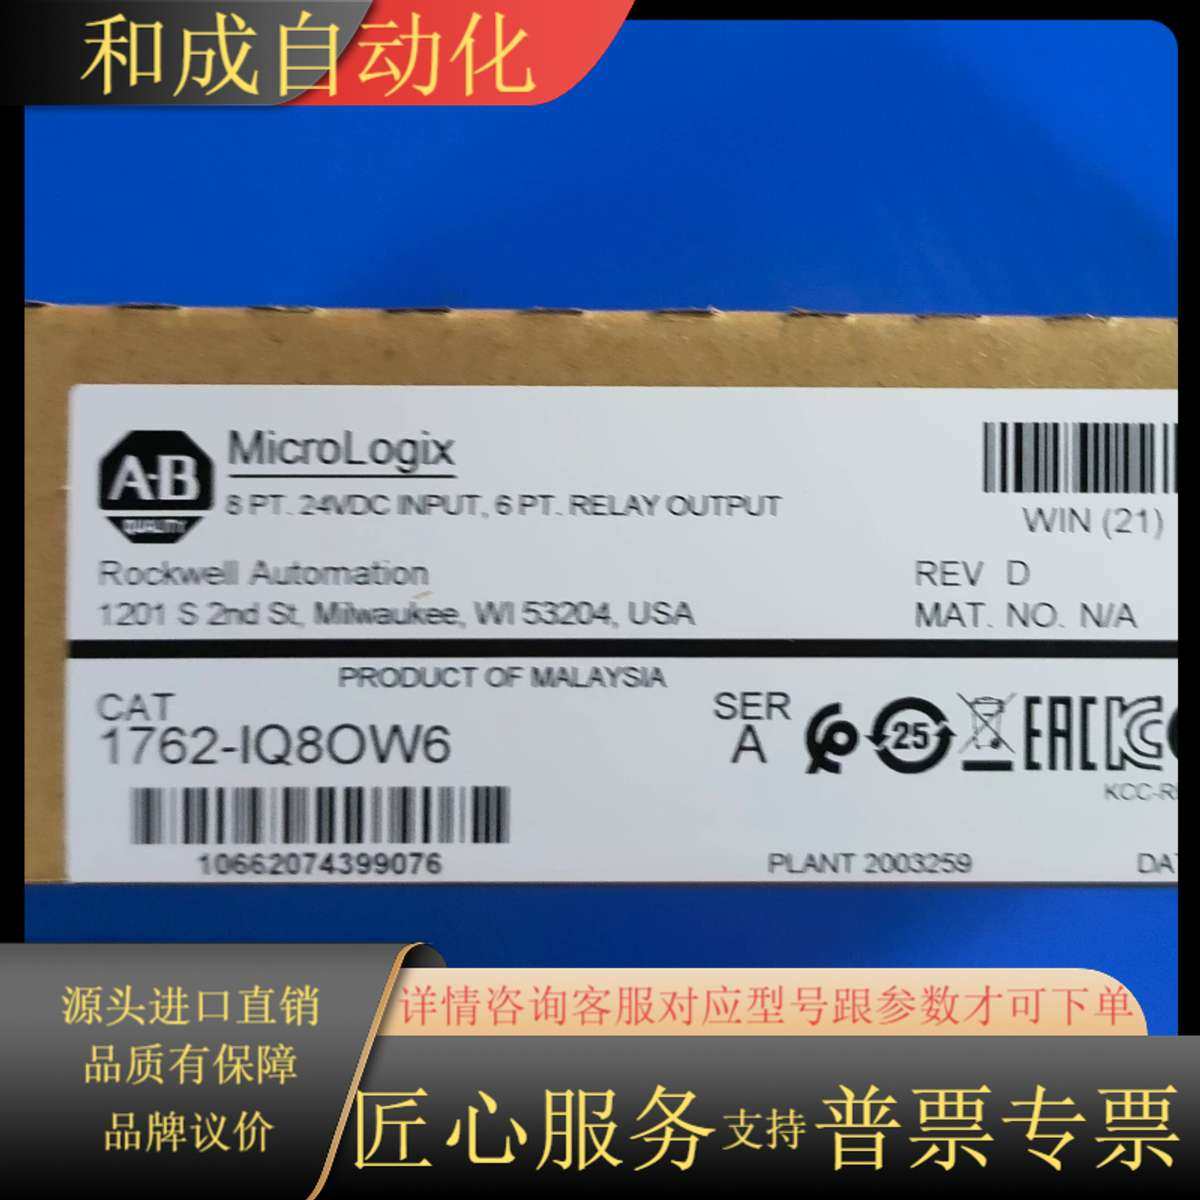 和成自动化
A-B
QUALITY
MicroLogix
8 PT. 24VDC INPUT, 6 PT. RELAY OUTPUT
WIN (21)
Rockwell Automation
1201 S 2nd St, Milwaukee, WI 53204, USA
REV D
MAT. NO. N/A
PRODUCT OF MALAYSIA
CAT
1762-IQ8OW6
SER
A
25
EAC
KCC-R
10662074399076
PLANT 2003259
DAT
源头进口直销
品质有保障
品牌议价
详情咨询客服对应型号跟参数才可下单
匠心服务支持普票专票